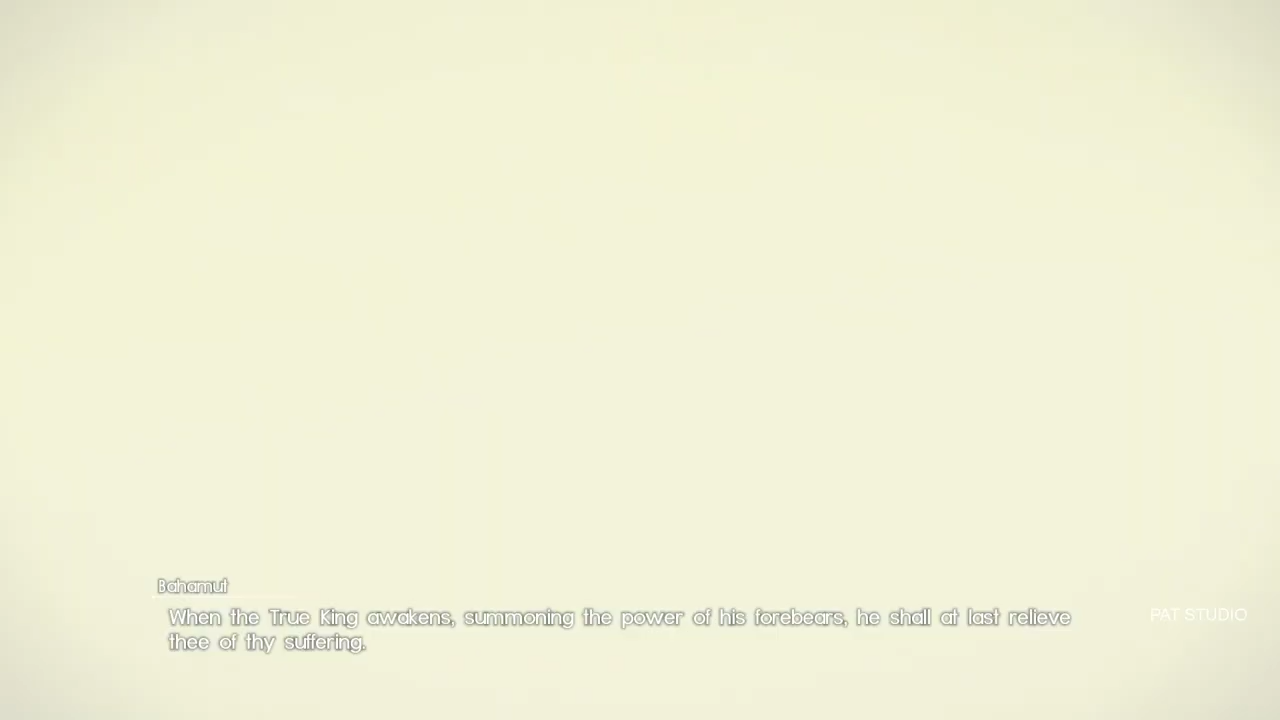 Bahamut
When the True King awakens, summoning the power of his forebears, he shall at last relieve
thee of thy suffering.
PAT STUDIO